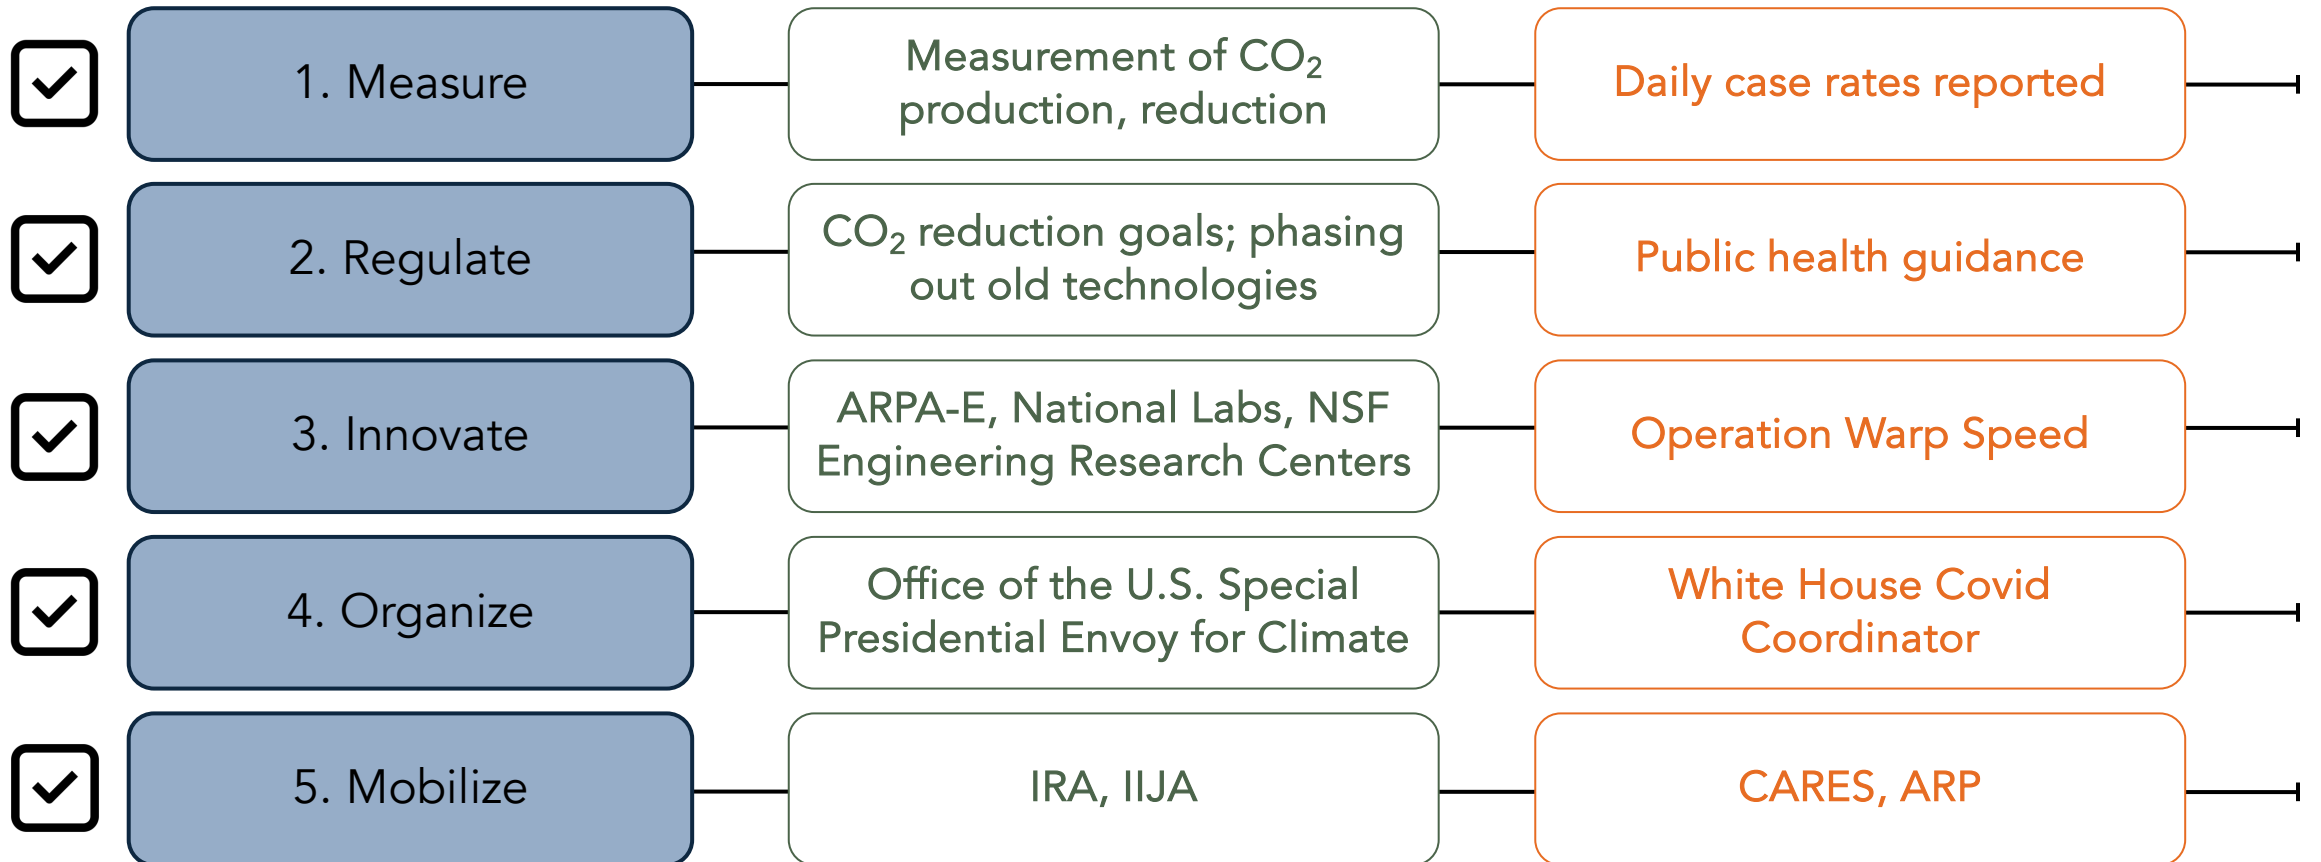 1. Measure
Measurement of CO₂
production, reduction
Daily case rates reported
2. Regulate
CO₂ reduction goals; phasing
out old technologies
Public health guidance
3. Innovate
ARPA-E, National Labs, NSF
Engineering Research Centers
Operation Warp Speed
4. Organize
Office of the U.S. Special
Presidential Envoy for Climate
White House Covid
Coordinator
5. Mobilize
IRA, IIJA
CARES, ARP